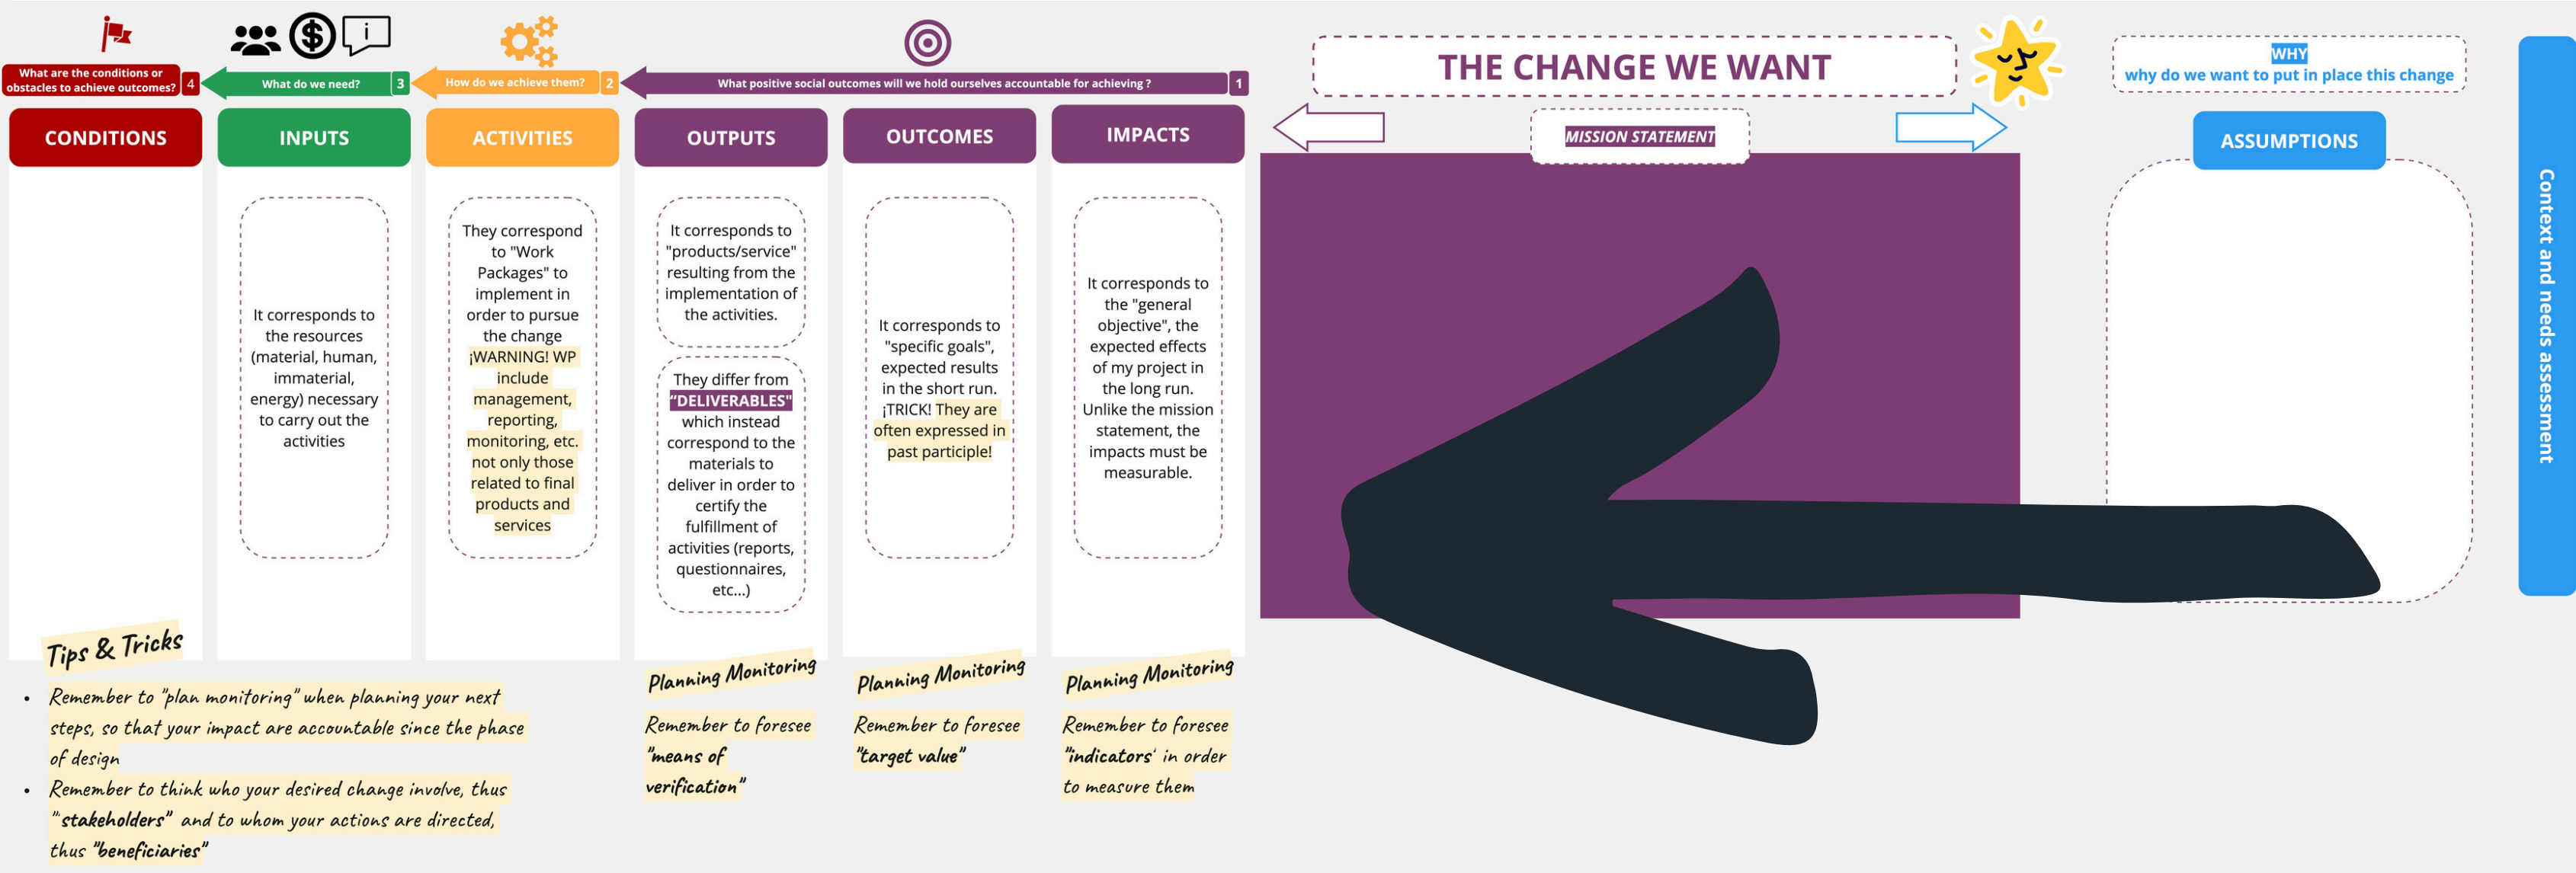 What are the conditions or
obstacles to achieve outcomes?
4
What do we need?
3
How do we achieve them?
2
What positive social outcomes will we hold ourselves accountable for achieving ?
1
THE CHANGE WE WANT
WHY
why do we want to put in place this change
CONDITIONS
INPUTS
ACTIVITIES
OUTPUTS
OUTCOMES
IMPACTS
MISSION STATEMENT
ASSUMPTIONS
Context and needs assessment
It corresponds to
the resources
(material, human,
immaterial,
energy) necessary
to carry out the
activities
They correspond
to "Work
Packages" to
implement in
order to pursue
the change
¡WARNING! WP
include
management,
reporting,
monitoring, etc.
not only those
related to final
products and
services
It corresponds to
"products/service"
resulting from the
implementation of
the activities.
They differ from
“DELIVERABLES"
which instead
correspond to the
materials to
deliver in order to
certify the
fulfillment of
activities (reports,
questionnaires,
etc...)
It corresponds to
"specific goals",
expected results
in the short run.
¡TRICK! They are
often expressed in
past participle!
It corresponds to
the "general
objective", the
expected effects
of my project in
the long run.
Unlike the mission
statement, the
impacts must be
measurable.
Tips & Tricks
• Remember to "plan monitoring" when planning your next
steps, so that your impact are accountable since the phase
of design
• Remember to think who your desired change involve, thus
"stakeholders" and to whom your actions are directed,
thus "beneficiaries"
Planning Monitoring
Remember to foresee
"means of
verification"
Planning Monitoring
Remember to foresee
"target value"
Planning Monitoring
Remember to foresee
"indicators' in order
to measure them